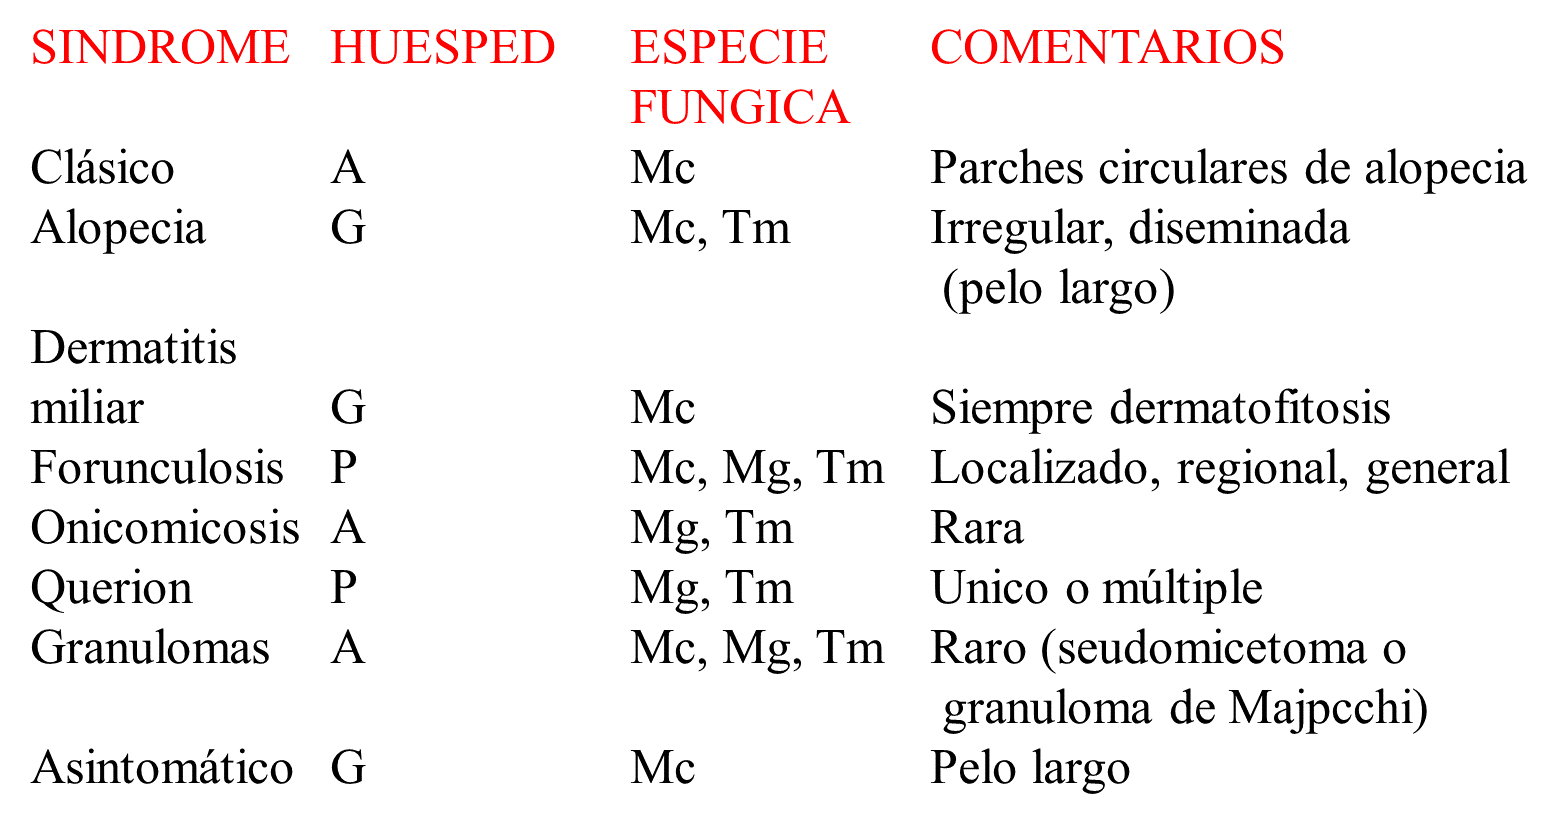 SINDROME HUESPED ESPECIE COMENTARIOS
FUNGICA
Clásico A Mc Parches circulares de alopecia
Alopecia G Mc, Tm Irregular, diseminada
(pelo largo)
Dermatitis
miliar G Mc Siempre dermatofitosis
Forunculosis P Mc, Mg, Tm Localizado, regional, general
Onicomicosis A Mg, Tm Rara
Querion P Mg, Tm Unico o múltiple
Granulomas A Mc, Mg, Tm Raro (seudomicetoma o
granuloma de Majpcchi)
Asintomático G Mc Pelo largo